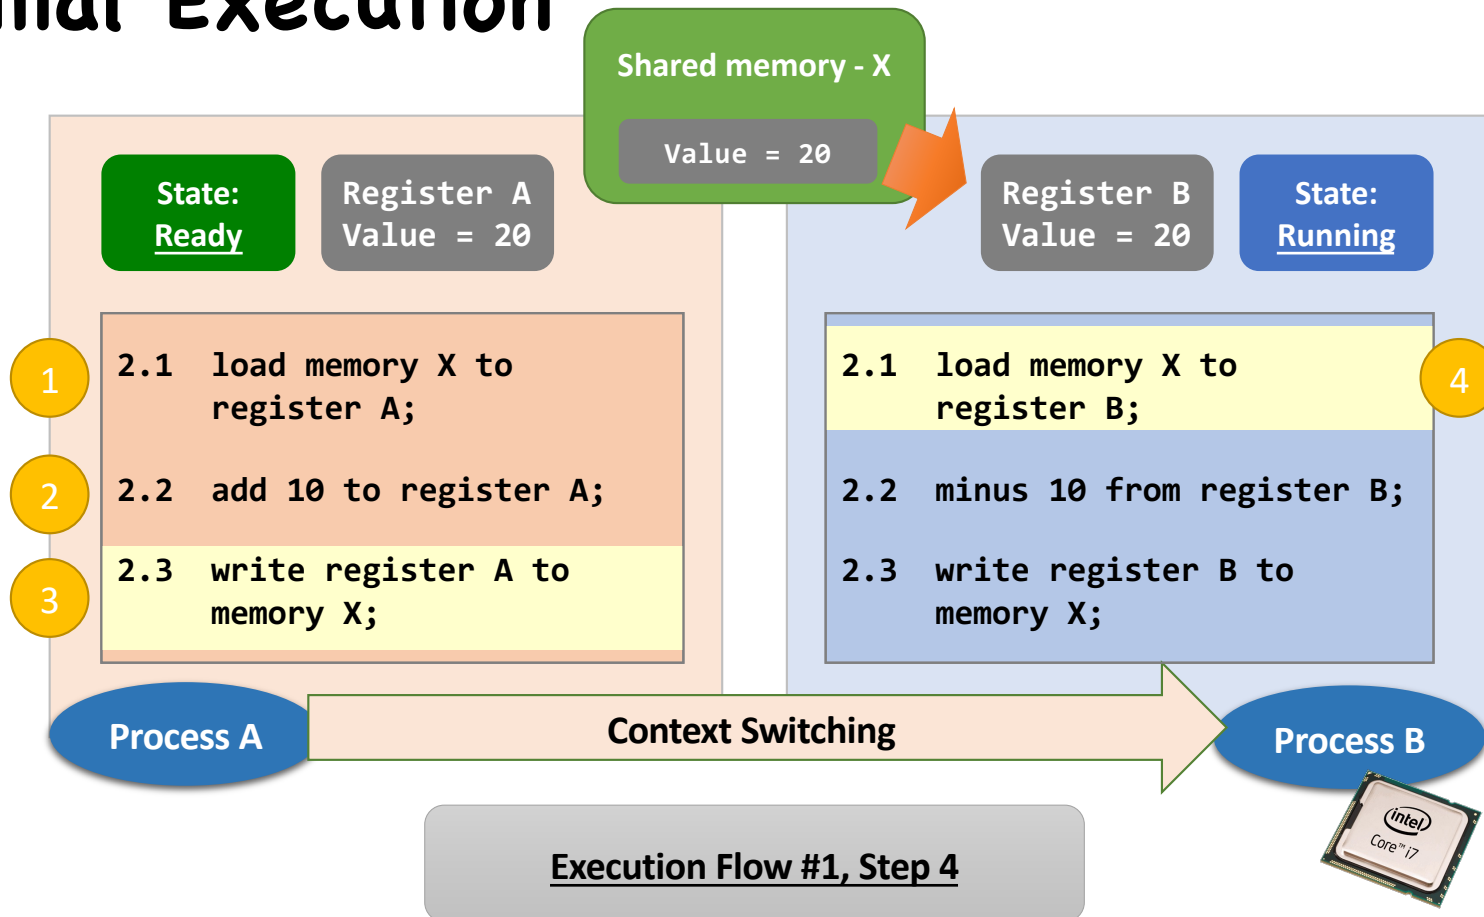 Execution
Shared memory - X
Value = 20
State:
Ready
Register A
Value = 20
Register B
Value = 20
State:
Running
1
2.1 load memory X to
register A;
2
2.2 add 10 to register A;
3
2.3 write register A to
memory X;
2.1 load memory X to
register B;
4
2.2 minus 10 from register B;
2.3 write register B to
memory X;
Process A
Context Switching
Process B
Execution Flow #1, Step 4
intel
Core™ i7